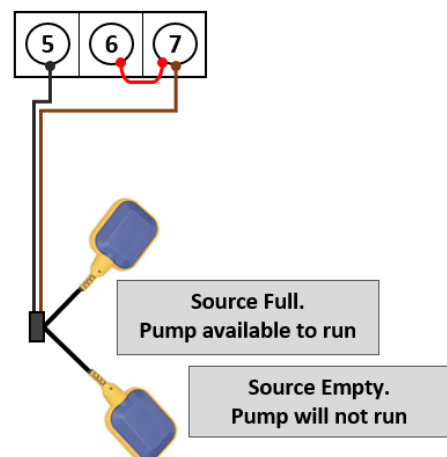 5 6 7
Source Full.
Pump available to run
Source Empty.
Pump will not run